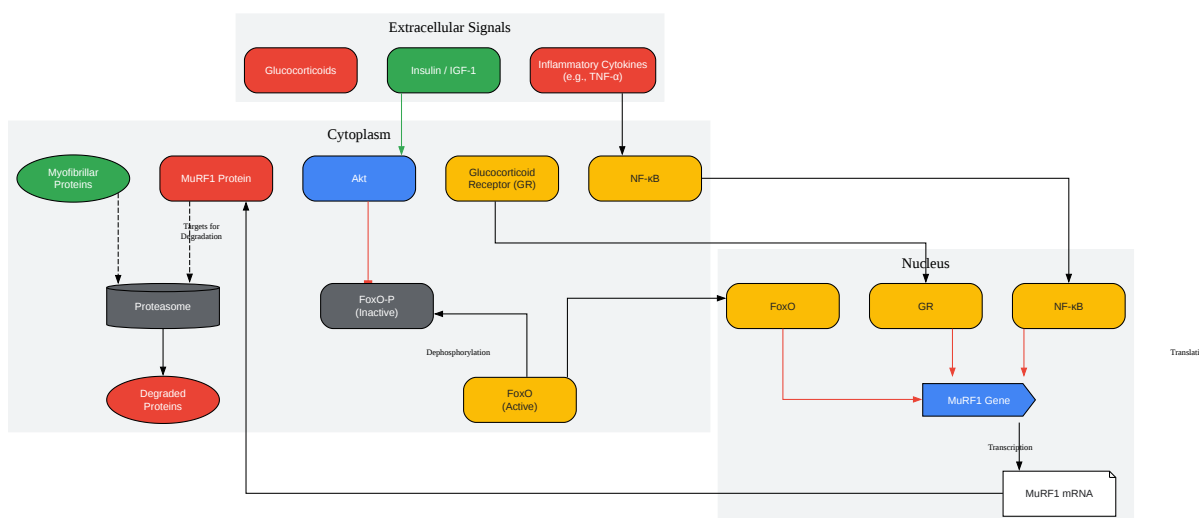 Extracellular Signals
Glucocorticoids
Insulin / IGF-1
Inflammatory Cytokines
(e.g., TNF-α)
Cytoplasm
Myofibrillar
Proteins
MuRF1 Protein
Akt
Glucocorticoid
Receptor (GR)
NF-κB
Targets for
Degradation
Nucleus
Proteasome
FoxO-P
(Inactive)
FoxO
GR
NF-κB
Dephosphorylation
Translati
Degraded
Proteins
FoxO
(Active)
MuRF1 Gene
Transcription
MuRF1 mRNA